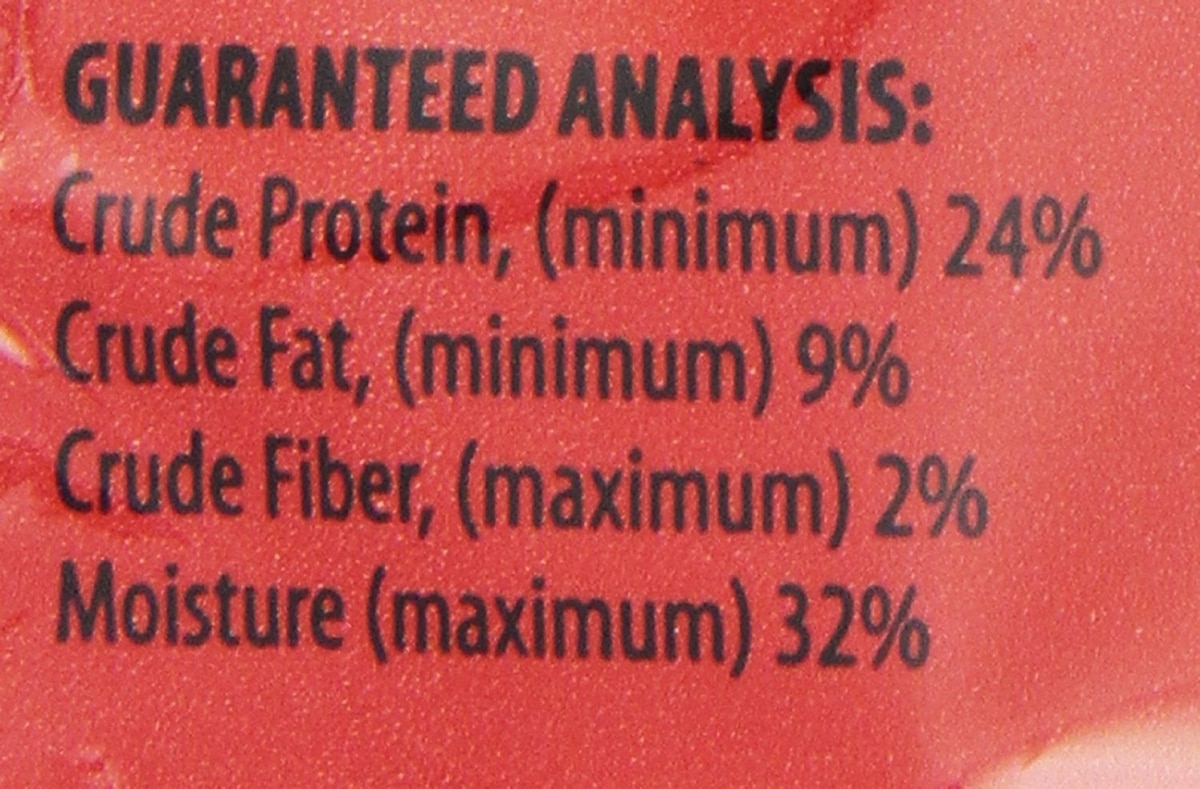 GUARANTEED ANALYSIS:
Crude Protein, (minimum) 24%
Crude Fat, (minimum) 9%
Crude Fiber, (maximum) 2%
Moisture (maximum) 32%